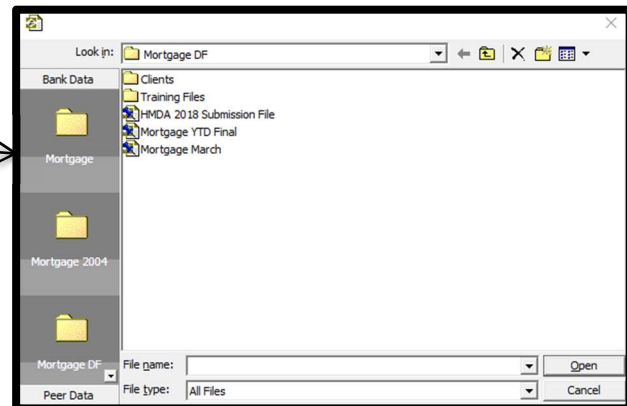 Look in: Mortgage DF
Bank Data
Mortgage
Mortgage 2004
Mortgage DF
Peer Data
Clients
Training Files
HMDA 2018 Submission File
Mortgage YTD Final
Mortgage March
File name:
Open
File type: All Files
Cancel